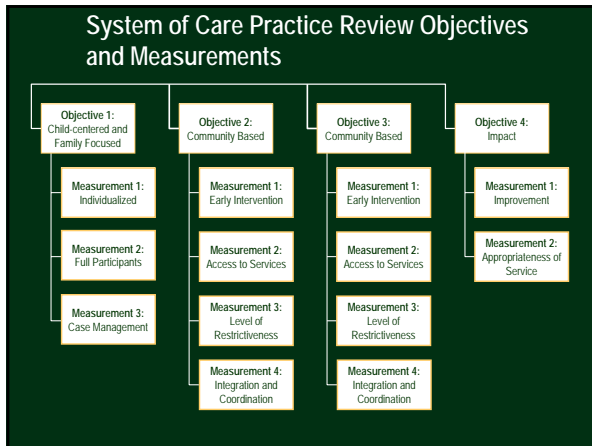 System of Care Practice Review Objectives
and Measurements
Objective 1:
Child-centered and
Family Focused
Measurement 1:
Individualized
Measurement 2:
Full Participants
Measurement 3:
Case Management
Objective 2:
Community Based
Measurement 1:
Early Intervention
Measurement 2:
Access to Services
Measurement 3:
Level of
Restrictiveness
Measurement 4:
Integration and
Coordination
Objective 3:
Community Based
Measurement 1:
Early Intervention
Measurement 2:
Access to Services
Measurement 3:
Level of
Restrictiveness
Measurement 4:
Integration and
Coordination
Objective 4:
Impact
Measurement 1:
Improvement
Measurement 2:
Appropriateness of
Service